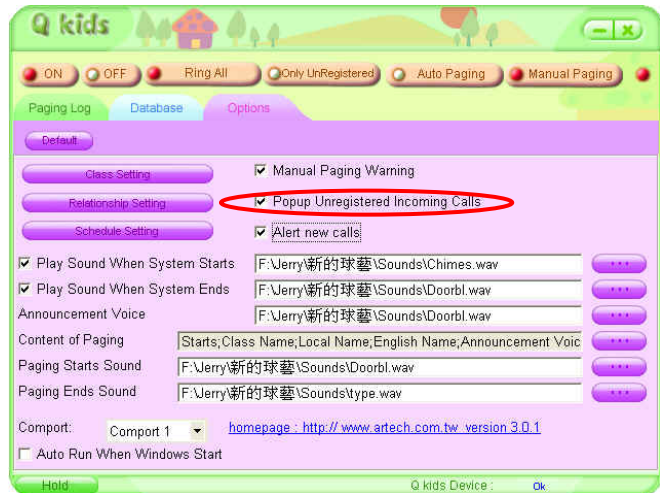 Q kids
ON OFF Ring All Only UnRegistered Auto Paging Manual Paging
Paging Log Database Options
Default
Class Setting Manual Paging Warning
Relationship Setting Popup Unregistered Incoming Calls
Schedule Setting Alert new calls
Play Sound When System Starts F:\Jerry\新的球藝\Sounds\Chimes.wav ...
Play Sound When System Ends F:\Jerry\新的球藝\Sounds\Doorbl.wav ...
Announcement Voice F:\Jerry\新的球藝\Sounds\Doorbl.wav ...
Content of Paging Starts;Class Name;Local Name;English Name;Announcement Voic ...
Paging Starts Sound F:\Jerry\新的球藝\Sounds\Doorbl.wav ...
Paging Ends Sound F:\Jerry\新的球藝\Sounds\type.wav ...
Comport: Comport 1 homepage : http:// www.artech.com.tw version 3.0.1
Auto Run When Windows Start
Hold Q kids Device : Ok